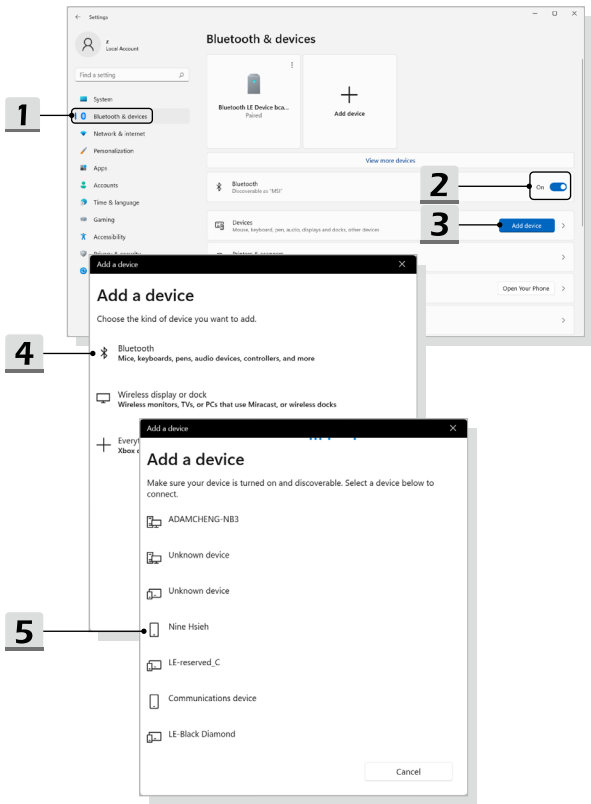 Settings
#
Local Account
Find a setting
System
Bluetooth & devices
Network & internet
Personalization
Apps
Accounts
Time & language
Gaming
Accessibility
Privacy & security
Bluetooth & devices
Bluetooth LE Device bca...
Paired
Add device
View more devices
Bluetooth
Discoverable as "MSI"
On
Devices
Mouse, keyboard, pen, audio, displays and docks, other devices
Add device
Printers & scanners
Open Your Phone
1
2
3
Add a device
Add a device
Choose the kind of device you want to add.
Bluetooth
Mice, keyboards, pens, audio devices, controllers, and more
Wireless display or dock
Wireless monitors, TVs, or PCs that use Miracast, or wireless docks
4
Add a device
Add a device
Make sure your device is turned on and discoverable. Select a device below to
connect.
ADAMCHENG-NB3
Unknown device
Unknown device
Nine Hsieh
LE-reserved_C
Communications device
LE-Black Diamond
Cancel
5